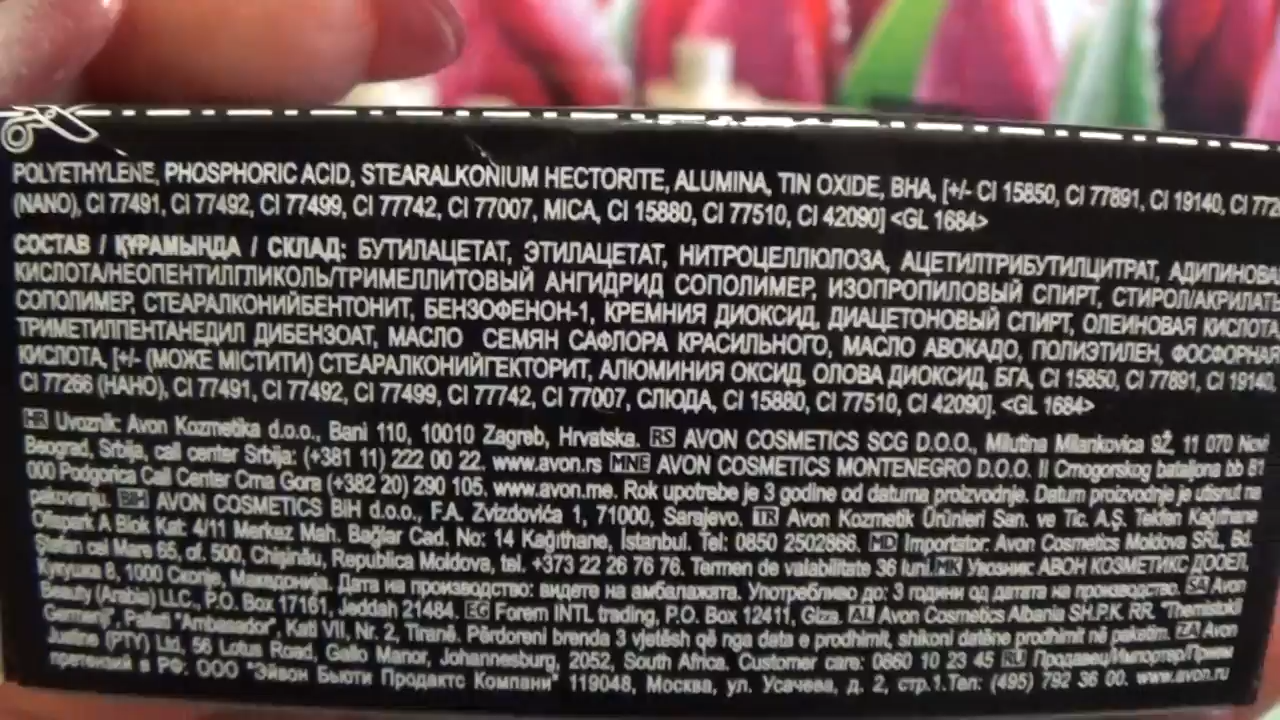 POLYETHYLENE, PHOSPHORIC ACID, STEARALKONIUM HECTORITE, ALUMINA, TIN OXIDE, BHA, [+/- CI 15850, CI 77891, CI 19140, CI 772
(NANO), CI 77491, CI 77492, CI 77499, CI 77742, CI 77007, MICA, CI 15880, CI 77510, CI 42090] <GL 1684>
СОСТАВ / ҚҰРАМЫНДА / СКЛАД: БУТИЛАЦЕТАТ, ЭТИЛАЦЕТАТ, НИТРОЦЕЛЛЮЛОЗА, АЦЕТИЛТРИБУТИЛЦИТРАТ, АДИПИНОВАЯ
КИСЛОТА/НЕОПЕНТИЛГЛИКОЛЬ/ТРИМЕЛЛИТОВЫЙ АНГИДРИД СОПОЛИМЕР, ИЗОПРОПИЛОВЫЙ СПИРТ, СТИРОЛ/АКРИЛАТЫ
СОПОЛИМЕР, СТЕАРАЛКОНИЙБЕНТОНИТ, БЕНЗОФЕНОН-1, КРЕМНИЯ ДИОКСИД, ДИАЦЕТОНОВЫЙ СПИРТ, ОЛЕИНОВАЯ КИСЛОТА,
ТРИМЕТИЛПЕНТАНЕДИЛ ДИБЕНЗОАТ, МАСЛО СЕМЯН САФЛОРА КРАСИЛЬНОГО, МАСЛО АВОКАДО, ПОЛИЭТИЛЕН, ФОСФОРНАЯ
КИСЛОТА, [+/- (МОЖЕ МІСТИТИ) СТЕАРАЛКОНИЙГЕКТОРИТ, АЛЮМИНИЯ ОКСИД, ОЛОВА ДИОКСИД, БГА, CI 15850, CI 77891, CI 19140,
CI 77266 (НАНО), CI 77491, CI 77492, CI 77499, CI 77742, CI 77007, СЛЮДА, CI 15880, CI 77510, CI 42090]. <GL 1684>
HR Uvoznik: Avon Kozmetika d.o.o., Bani 110, 10010 Zagreb, Hrvatska. RS AVON COSMETICS SCG D.O.O., Milutina Milankovica 9Ž, 11 070 Novi
Beograd, Srbija, call center Srbija: (+381 11) 222 00 22. www.avon.rs MNE AVON COSMETICS MONTENEGRO D.O.O. II Crnogorskog bataljona bb 81
000 Podgorica Call Center Crna Gora (+382 20) 290 105. www.avon.me. Rok upotrebe je 3 godine od datuma proizvodnje. Datum proizvodnje je utisnut na
pakovanju. BIH AVON COSMETICS BiH d.o.o., F.A. Zvizdovića 1, 71000, Sarajevo. TR Avon Kozmetik Ürünleri San. ve Tic. A.Ş. Tekfen Kağıthane
Ofispark A Blok Kat: 4/11 Merkez Mah. Bağlar Cad. No: 14 Kağıthane, İstanbul. Tel: 0850 2502866. MD Importator: Avon Cosmetics Moldova SRL, Bd.
Ştefan cel Mare 65, of. 500, Chişinău, Republica Moldova, tel. +373 22 26 76 76. Termen de valabilitate 36 luni. MK Увозник: АВОН КОЗМЕТИКС ДООЕЛ,
Кукушка 8, 1000 Скопје, Македонија. Дата на производство: видете на амбалажата. Употребливо до: 3 години од датата на производство. SA Avon
Beauty (Arabia) LLC., P.O. Box 17161, Jeddah 21484. EG Forem INTL trading, P.O. Box 12411, Giza. AL Avon Cosmetics Albania SH.P.K. RR. "Themistokli
Germenji", Pallati "Ambasador", Kati VII, Nr. 2, Tiranë. Përdoreni brenda 3 vjetësh që nga data e prodhimit, shikoni datëne prodhimit në paketim. ZA Avon
Justine (PTY) Ltd, 56 Lotus Road, Gallo Manor, Johannesburg, 2052, South Africa. Customer care: 0860 10 23 45 RU Продавец/Импортер/Прием
претензий в РФ: ООО "Эйвон Бьюти Продактс Компани" 119048, Москва, ул. Усачева, д. 2, стр.1.Тел: (495) 792 36 00. www.avon.ru